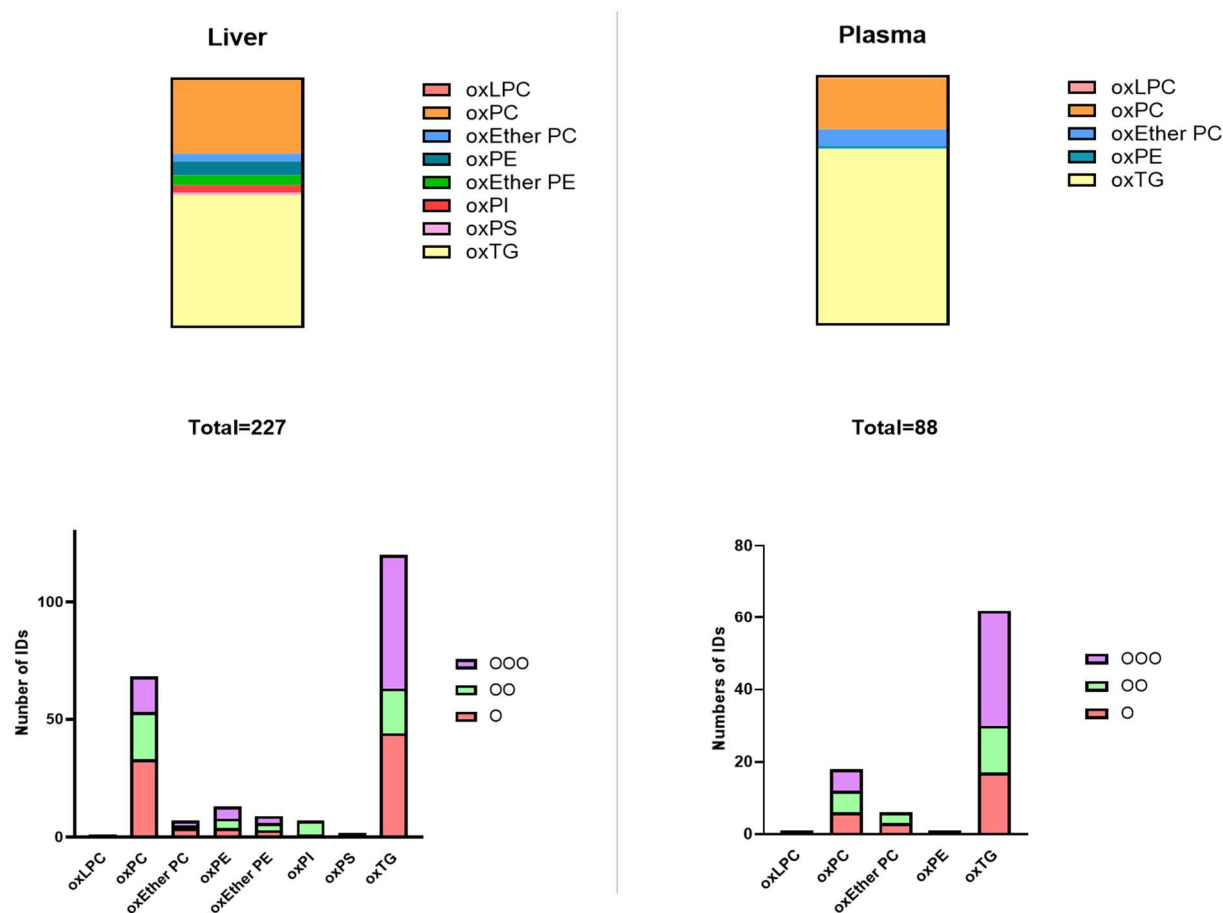 Liver
oxLPC
oxPC
oxEther PC
oxPE
oxEther PE
oxPI
oxPS
oxTG
Total=227
Plasma
oxLPC
oxPC
oxEther PC
oxPE
oxTG
Total=88
Nunber of IDs
100
50
0
oxLPC
oxPC
oxEther PC
oxPE
oxEther PE
oxPI
oxPS
oxTG
OOO
OO
O
Numbers of IDs
80
60
40
20
0
oxLPC
oxPC
oxEther PC
oxPE
oxTG
OOO
OO
O